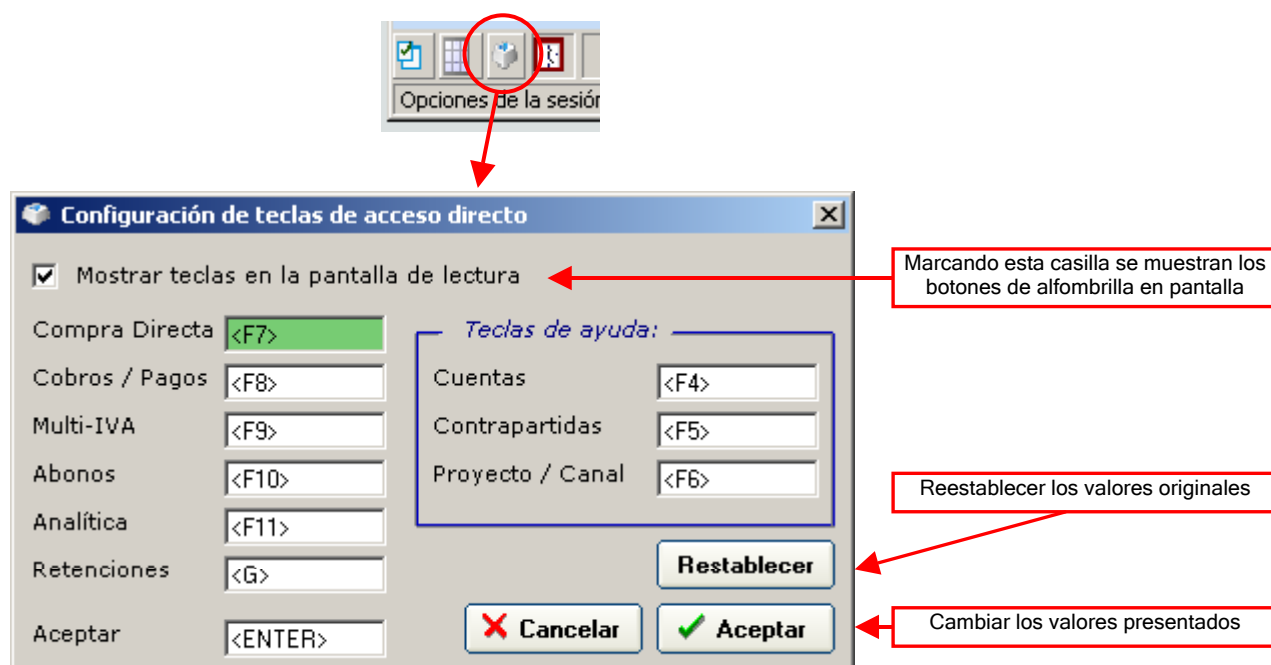 Opciones de la sesión
Configuración de teclas de acceso directo
Mostrar teclas en la pantalla de lectura
Marcando esta casilla se muestran los
botones de alfombrilla en pantalla
Compra Directa <F7>
Cobros / Pagos <F8>
Multi-IVA <F9>
Abonos <F10>
Analítica <F11>
Retenciones <G>
Aceptar <ENTER>
Teclas de ayuda:
Cuentas <F4>
Contrapartidas <F5>
Proyecto / Canal <F6>
Reestablecer los valores originales
Restablecer
Cancelar
Aceptar
Cambiar los valores presentados